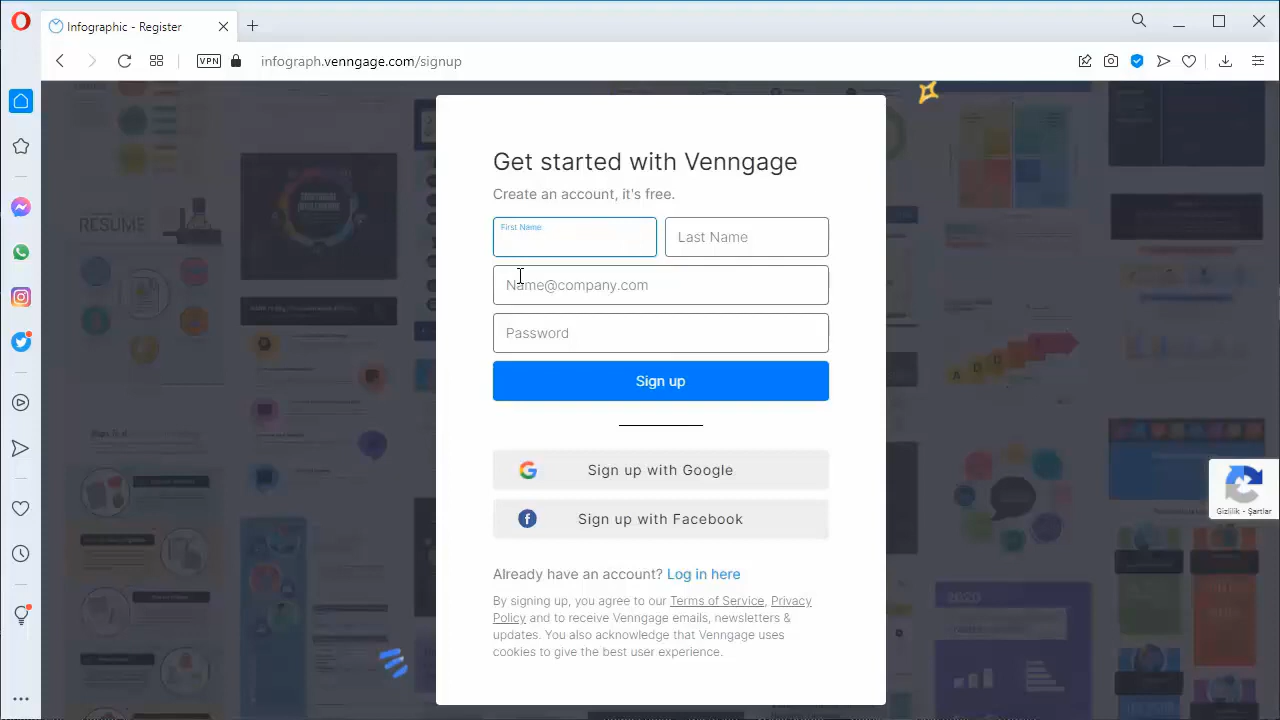 Infographic - Register
VPN
infograph.venngage.com/signup
Get started with Venngage
Create an account, it's free.
First Name
Last Name
Name@company.com
Password
Sign up
Sign up with Google
Sign up with Facebook
Already have an account? Log in here
By signing up, you agree to our Terms of Service, Privacy
Policy and to receive Venngage emails, newsletters &
updates. You also acknowledge that Venngage uses
cookies to give the best user experience.
Gizlilik - Şartlar
RESUME
2020